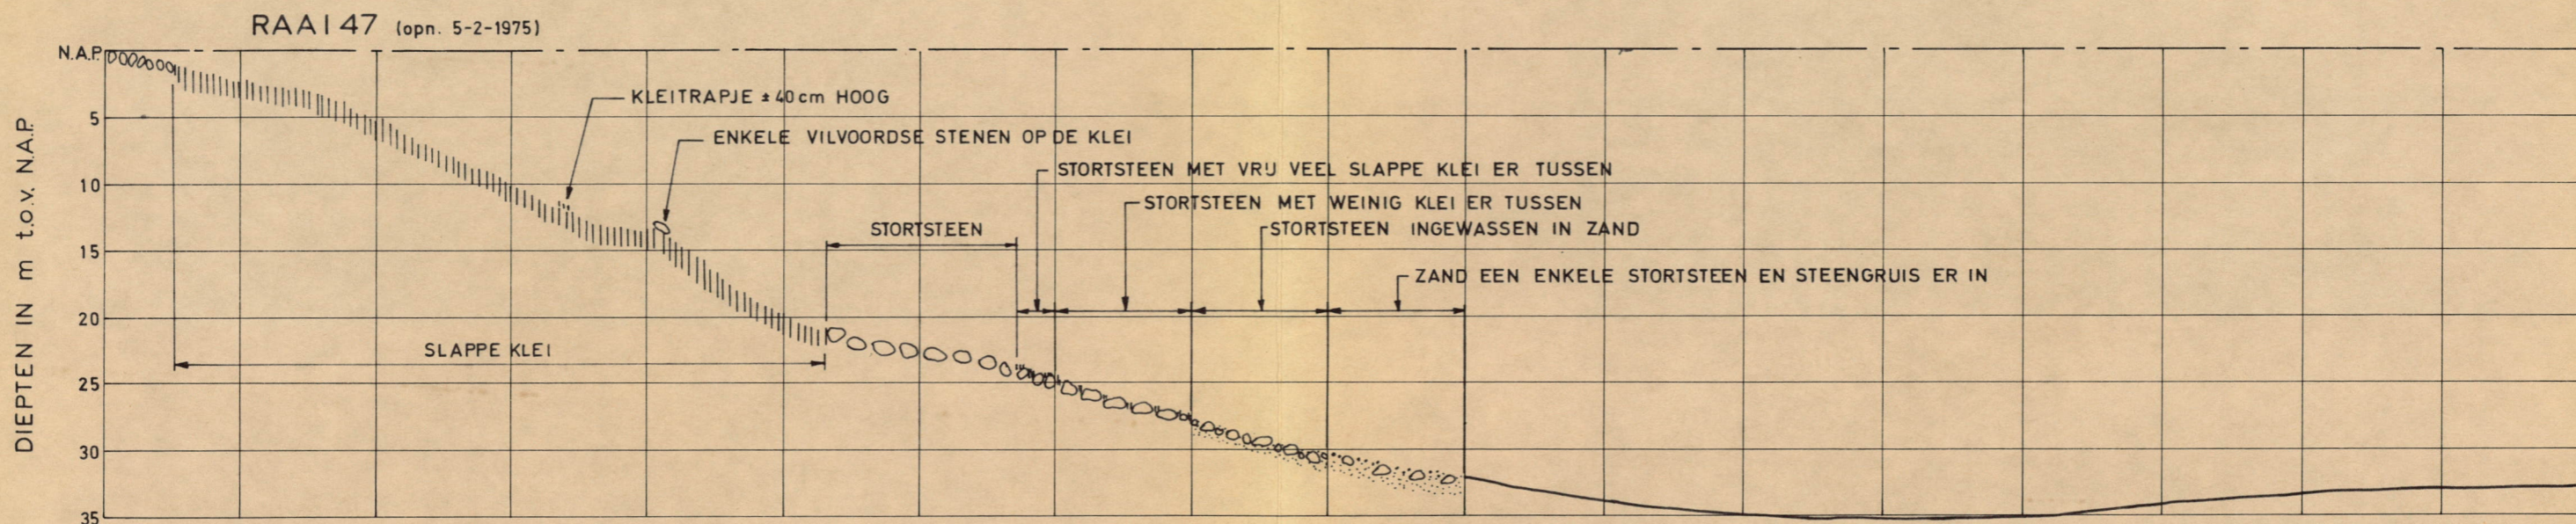 RAAI 47 (opn. 5-2-1975)
N.A.P.
KLEITRAPJE ± 40 cm HOOG
5
ENKELE VILVOORDSE STENEN OP DE KLEI
STORTSTEEN MET VRIJ VEEL SLAPPE KLEI ER TUSSEN
10
STORTSTEEN MET WEINIG KLEI ER TUSSEN
STORTSTEEN
STORTSTEEN INGEWASSEN IN ZAND
15
ZAND EEN ENKELE STORTSTEEN EN STEENGRUIS ER IN
20
SLAPPE KLEI
25
30
35
DIEPTEN IN m t.o.v. N.A.P.